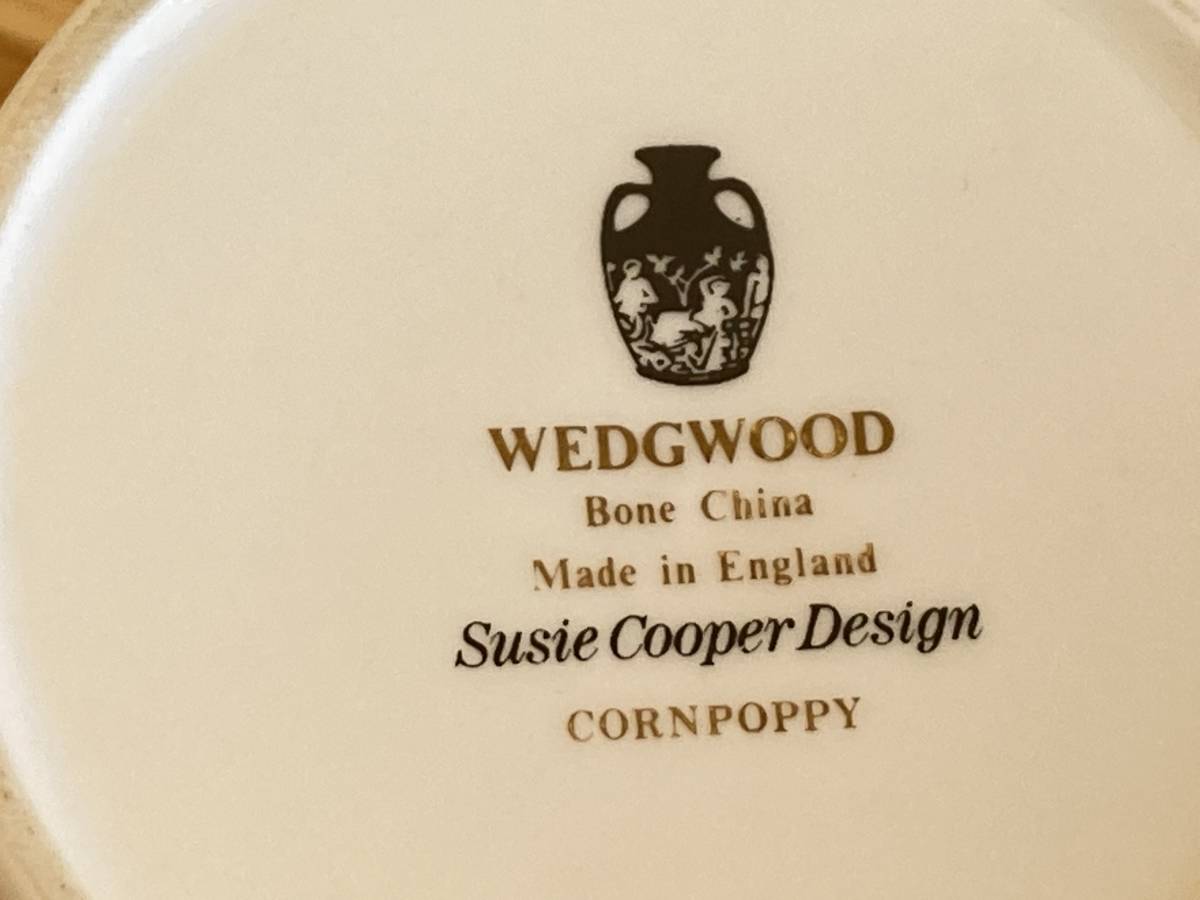 WEDGWOOD
Bone China
Made in England
Susie Cooper Design
CORNPOPPY